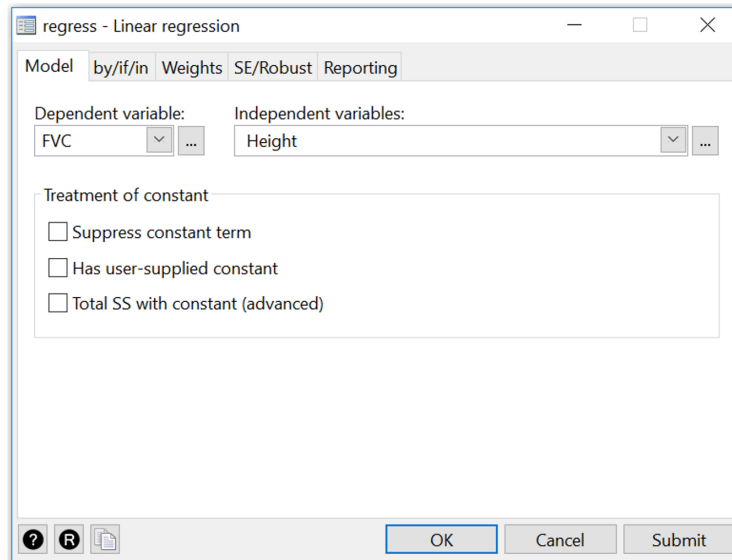 regress - Linear regression
Model by/if/in Weights SE/Robust Reporting
Dependent variable: Independent variables:
FVC ... Height ...
Treatment of constant
Suppress constant term
Has user-supplied constant
Total SS with constant (advanced)
? R OK Cancel Submit